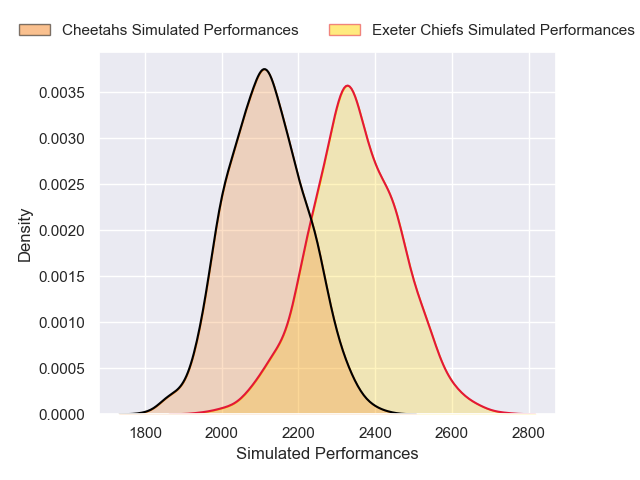 Cheetahs Simulated Performances
Exeter Chiefs Simulated Performances
Density
0.0035
0.0030
0.0025
0.0020
0.0015
0.0010
0.0005
0.0000
1800 2000 2200 2400 2600 2800
Simulated Performances